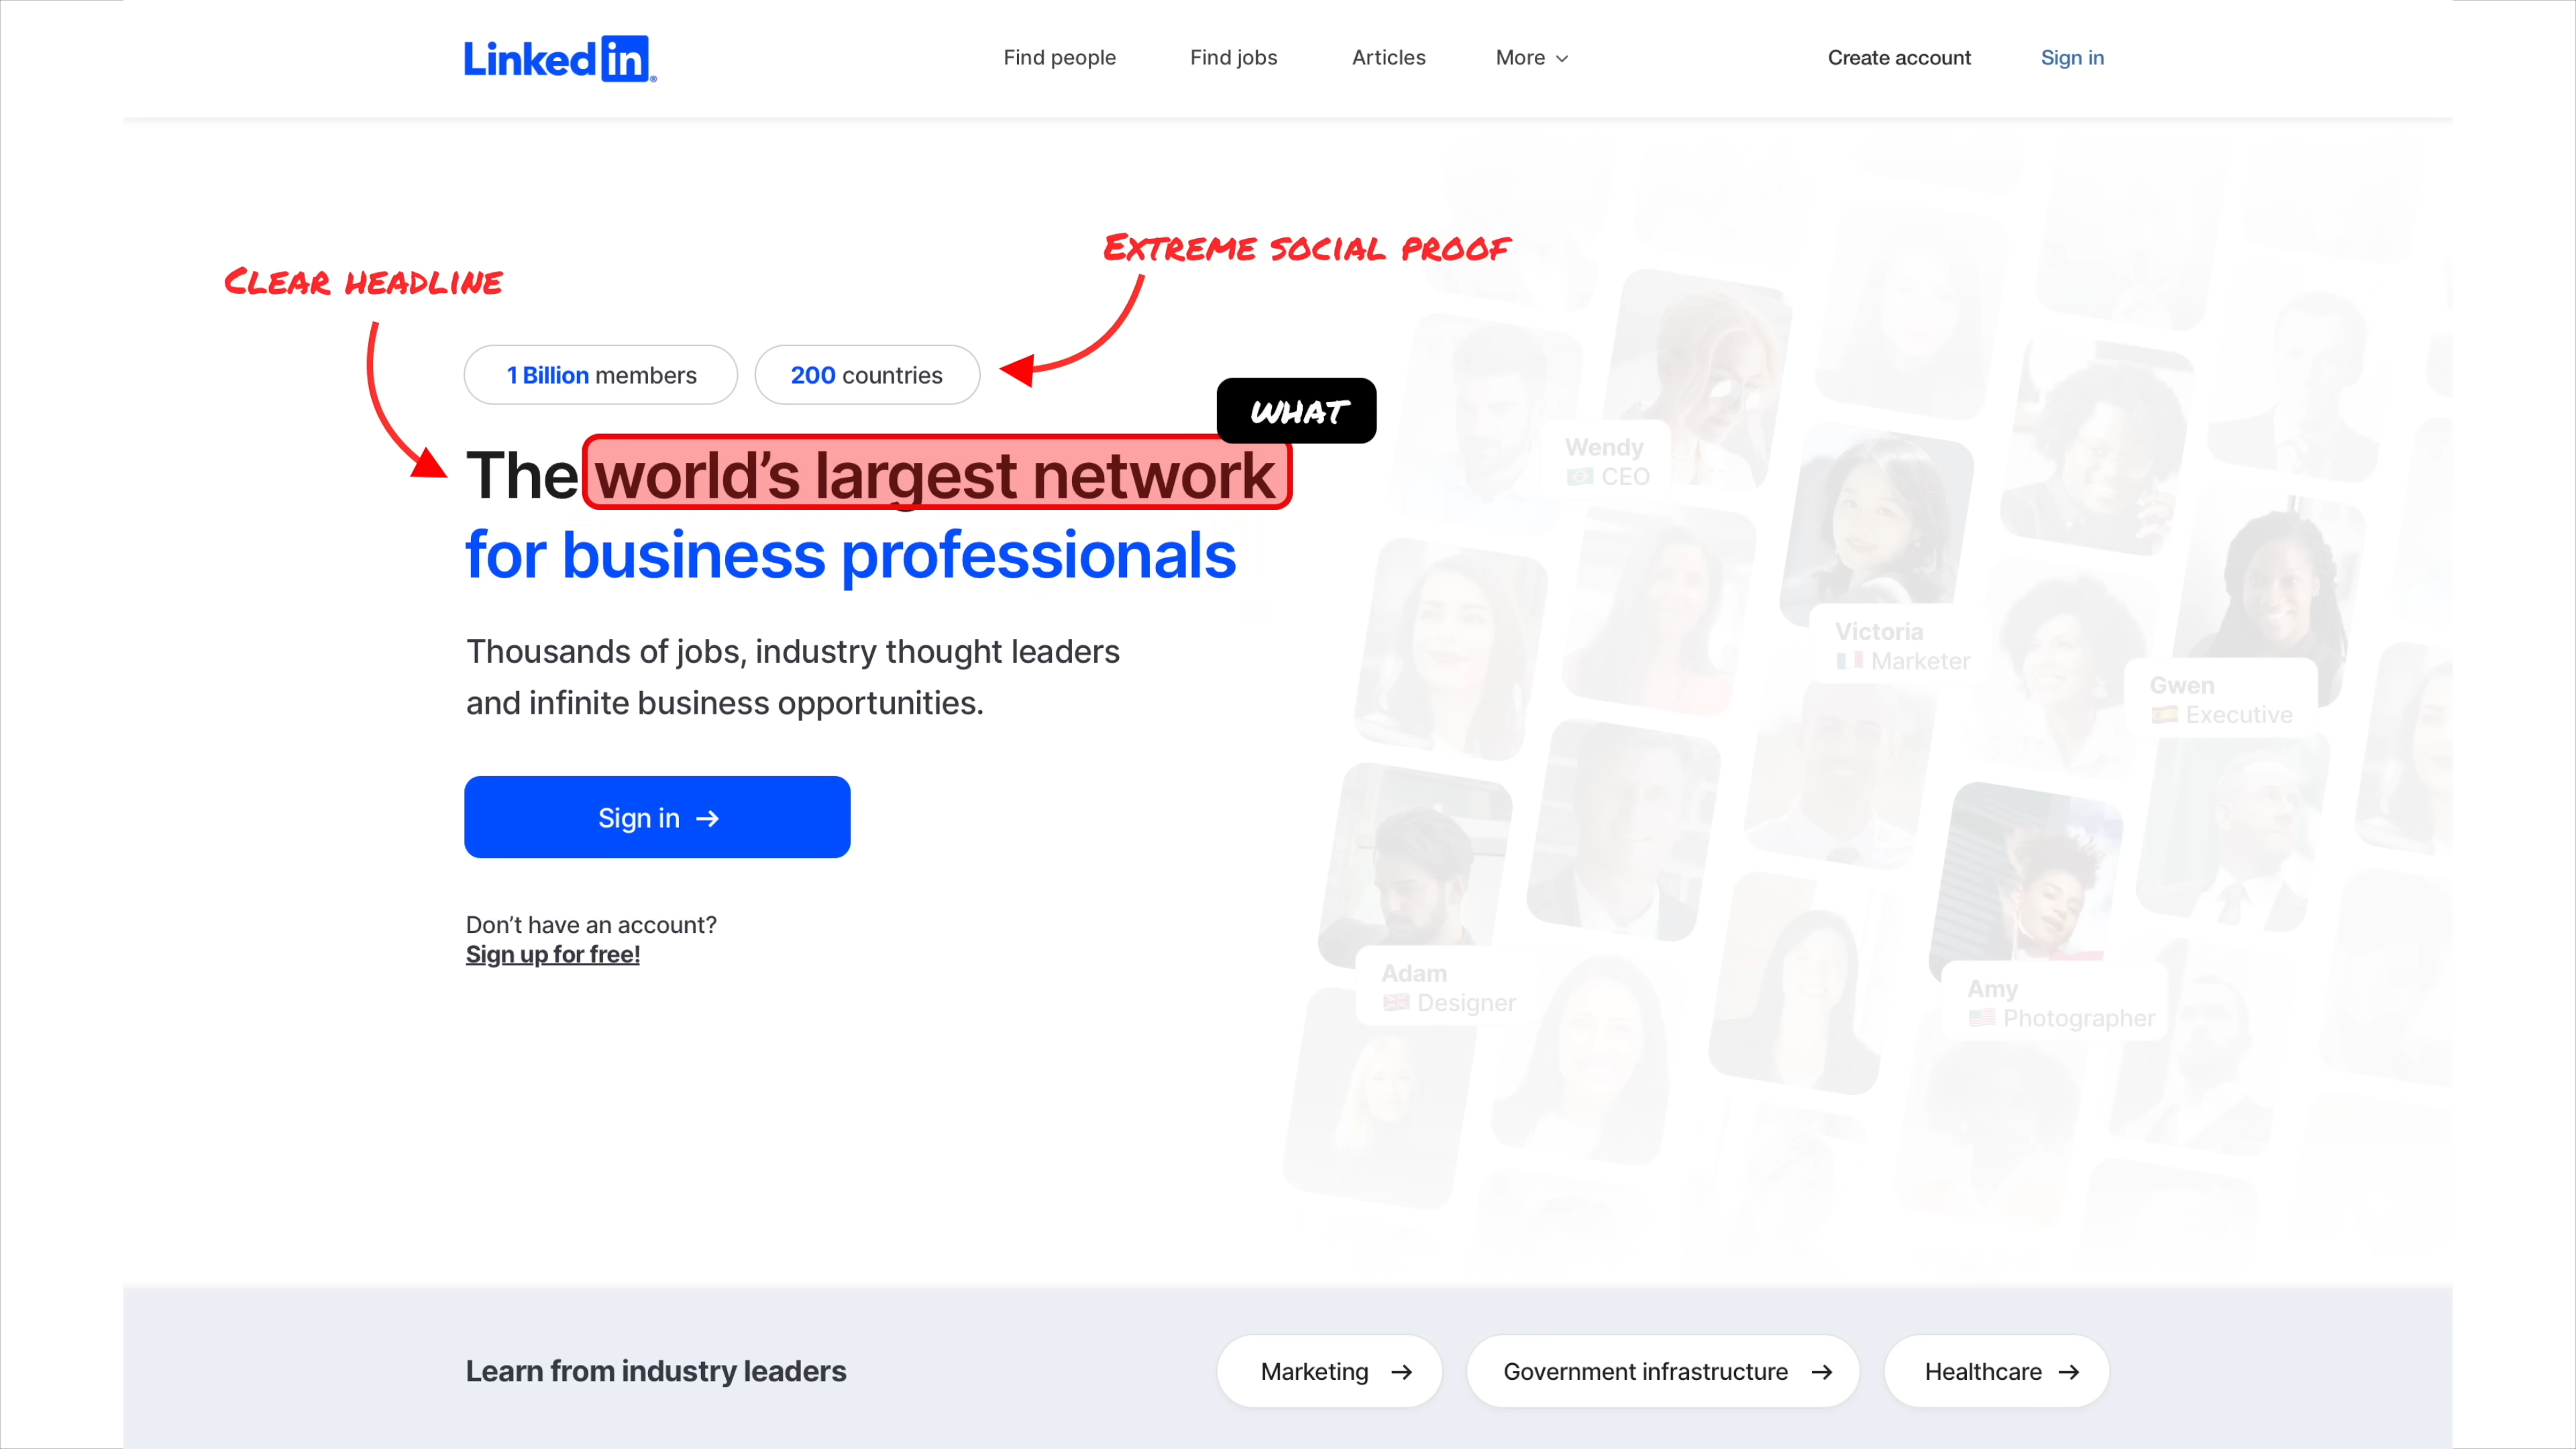 Linked in
Find people
Find jobs
Articles
More
Create account
Sign in
EXTREME SOCIAL PROOF
CLEAR HEADLINE
1 Billion members
200 countries
WHAT
The world’s largest network
for business professionals
Thousands of jobs, industry thought leaders
and infinite business opportunities.
Sign in →
Don’t have an account?
Sign up for free!
Wendy
CEO
Victoria
Marketer
Gwen
Executive
Adam
Designer
Amy
Photographer
Learn from industry leaders
Marketing →
Government infrastructure →
Healthcare →